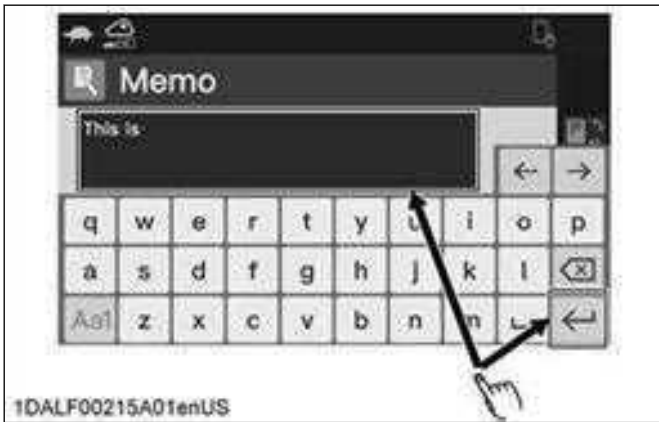 Memo
This is
q w e r t y u i o p
a s d f g h j k l
Aa1 z x c v b n m
1DALF00215A01enUS